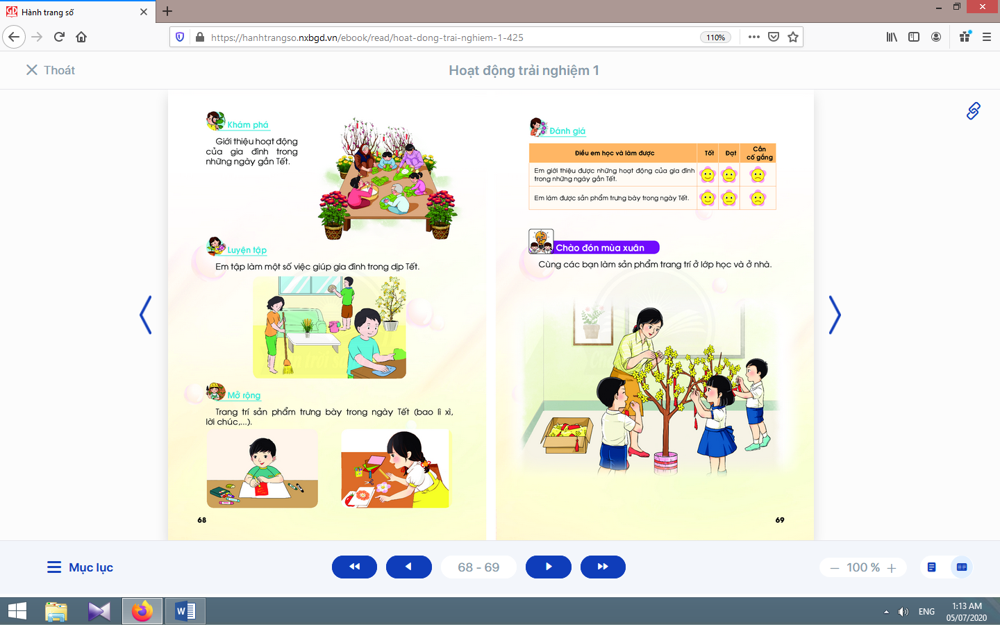 Hành trang số
https://hanhtrangso.nxbgd.vn/ebook/read/hoat-dong-trai-nghiem-1-425
110%
Thoát
Hoạt động trải nghiệm 1
Khám phá
Giới thiệu hoạt động
của gia đình trong
những ngày gần Tết.
Luyện tập
Em tập làm một số việc giúp gia đình trong dịp Tết.
Mở rộng
Trang trí sản phẩm trưng bày trong ngày Tết (bao lì xì,
lời chúc,...).
68
Đánh giá
Điều em học và làm được Tốt Đạt Cần cố gắng
Em giới thiệu được những hoạt động của gia đình
trong những ngày gần Tết.
Em làm được sản phẩm trưng bày trong ngày Tết.
Chào đón mùa xuân
Cùng các bạn làm sản phẩm trang trí ở lớp học và ở nhà.
69
Mục lục
68 - 69
100 %
ENG
1:13 AM
05/07/2020